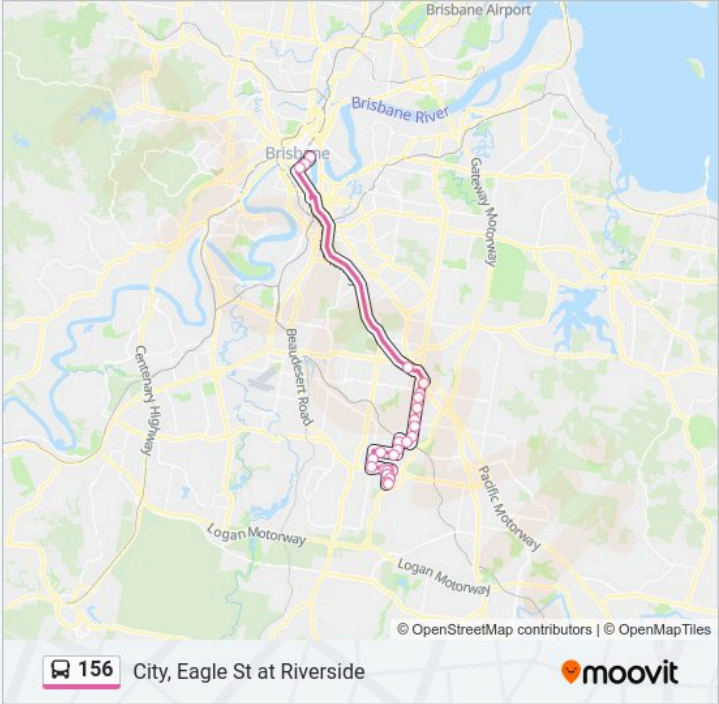 Brisbane Airport
Brisbane River
Brisbane
Gateway Motorway
Centenary Highway
Beaudesert Road
Pacific Motorway
Logan Motorway
Logan Motorway
© OpenStreetMap contributors | © OpenMapTiles
156 City, Eagle St at Riverside
moovit